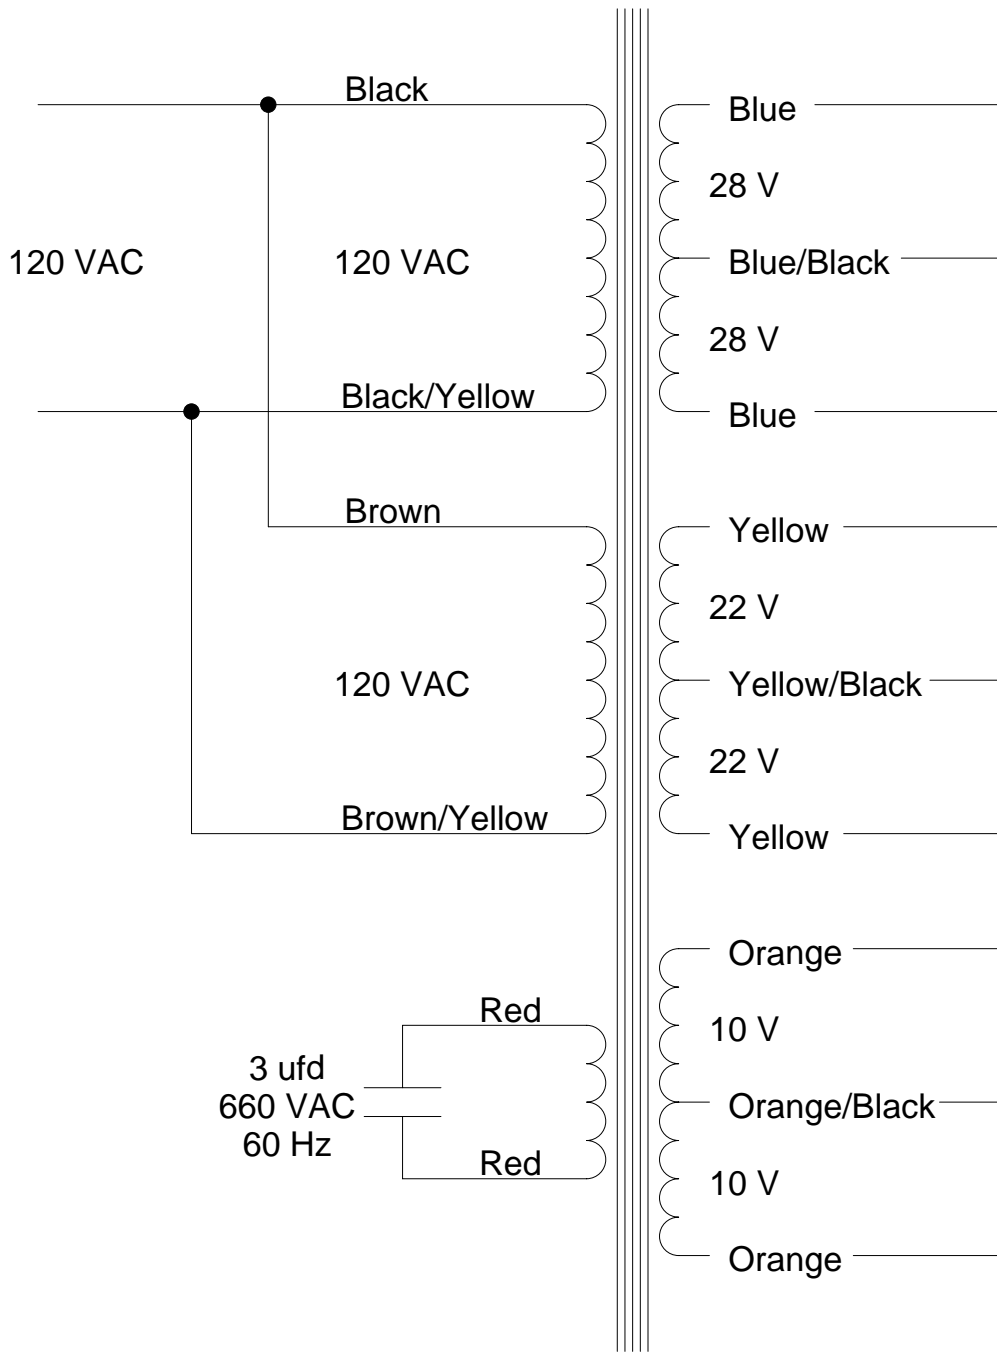 Black
Blue
28 V
120 VAC
120 VAC
Blue/Black
28 V
Black/Yellow
Blue
Brown
Yellow
22 V
120 VAC
Yellow/Black
22 V
Brown/Yellow
Yellow
Orange
Red
10 V
3 ufd
660 VAC
60 Hz
Orange/Black
Red
10 V
Orange